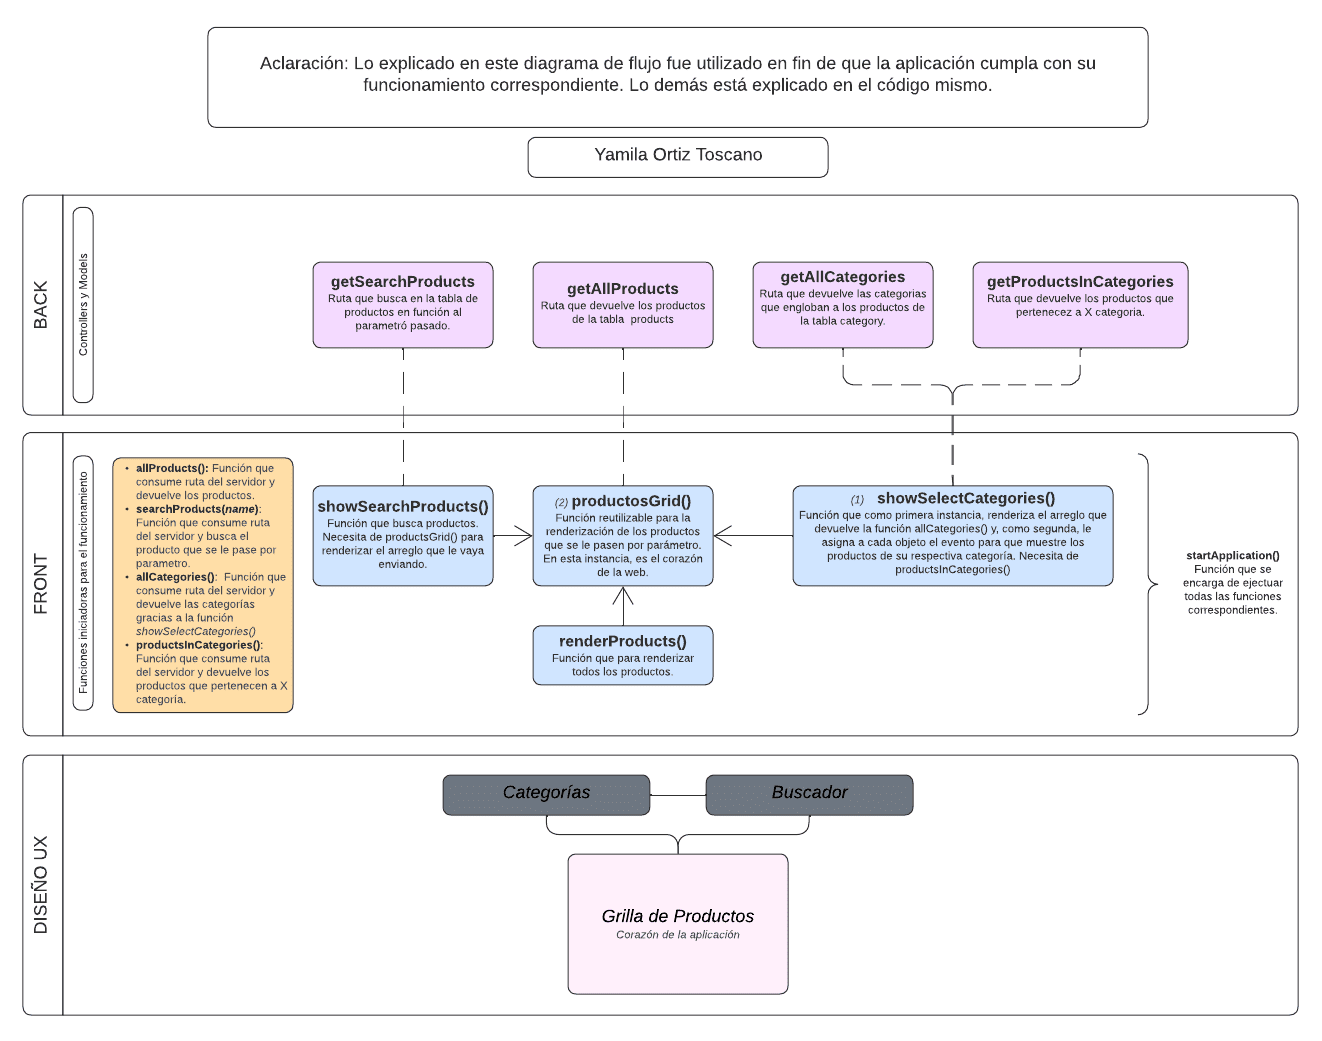 Aclaración: Lo explicado en este diagrama de flujo fue utilizado en fin de que la aplicación cumpla con su
funcionamiento correspondiente. Lo demás está explicado en el código mismo.
Yamila Ortiz Toscano
BACK
Controllers y Models
getSearchProducts
Ruta que busca en la tabla de
productos en función al
parametró pasado.
getAllProducts
Ruta que devuelve los productos
de la tabla products
getAllCategories
Ruta que devuelve las categorias
que engloban a los productos de
la tabla category.
getProductsInCategories
Ruta que devuelve los productos que
pertenecez a X categoria.
FRONT
Funciones iniciadoras para el funcionamiento
• allProducts(): Función que
consume ruta del servidor y
devuelve los productos.
• searchProducts(name):
Función que consume ruta
del servidor y busca el
producto que se le pase por
parametro.
• allCategories(): Función que
consume ruta del servidor y
devuelve las categorías
gracias a la función
showSelectCategories()
• productsInCategories():
Función que consume ruta
del servidor y devuelve los
productos que pertenecen a X
categoría.
showSearchProducts()
Función que busca productos.
Necesita de productsGrid() para
renderizar el arreglo que le vaya
enviando.
(2) productosGrid()
Función reutilizable para la
renderización de los productos
que se le pasen por parámetro.
En esta instancia, es el corazón
de la web.
(1) showSelectCategories()
Función que como primera instancia, renderiza el arreglo que
devuelve la función allCategories() y, como segunda, le
asigna a cada objeto el evento para que muestre los
productos de su respectiva categoría. Necesita de
productsInCategories()
renderProducts()
Función que para renderizar
todos los productos.
startApplication()
Función que se
encarga de ejectuar
todas las funciones
correspondientes.
DISEÑO UX
Categorías
Buscador
Grilla de Productos
Corazón de la aplicación